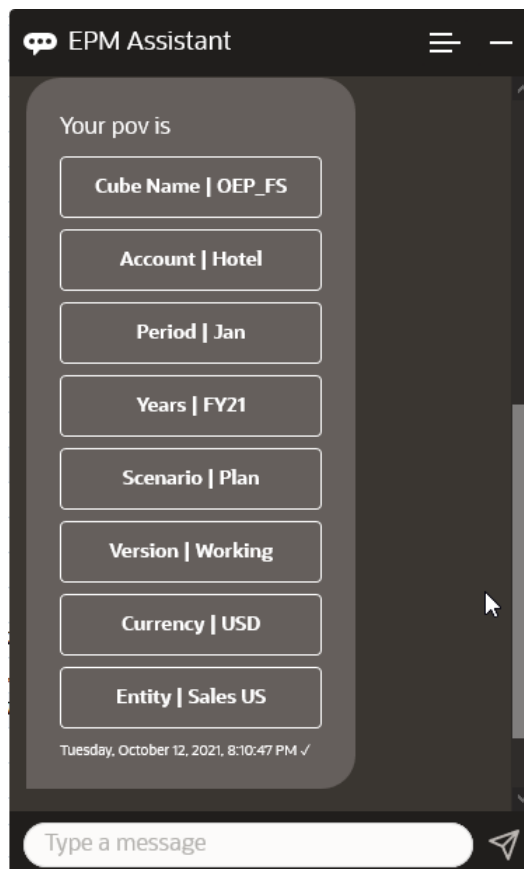 EPM Assistant
Your pov is
Cube Name | OEP_FS
Account | Hotel
Period | Jan
Years | FY21
Scenario | Plan
Version | Working
Currency | USD
Entity | Sales US
Tuesday, October 12, 2021, 8:10:47 PM ✓
Type a message